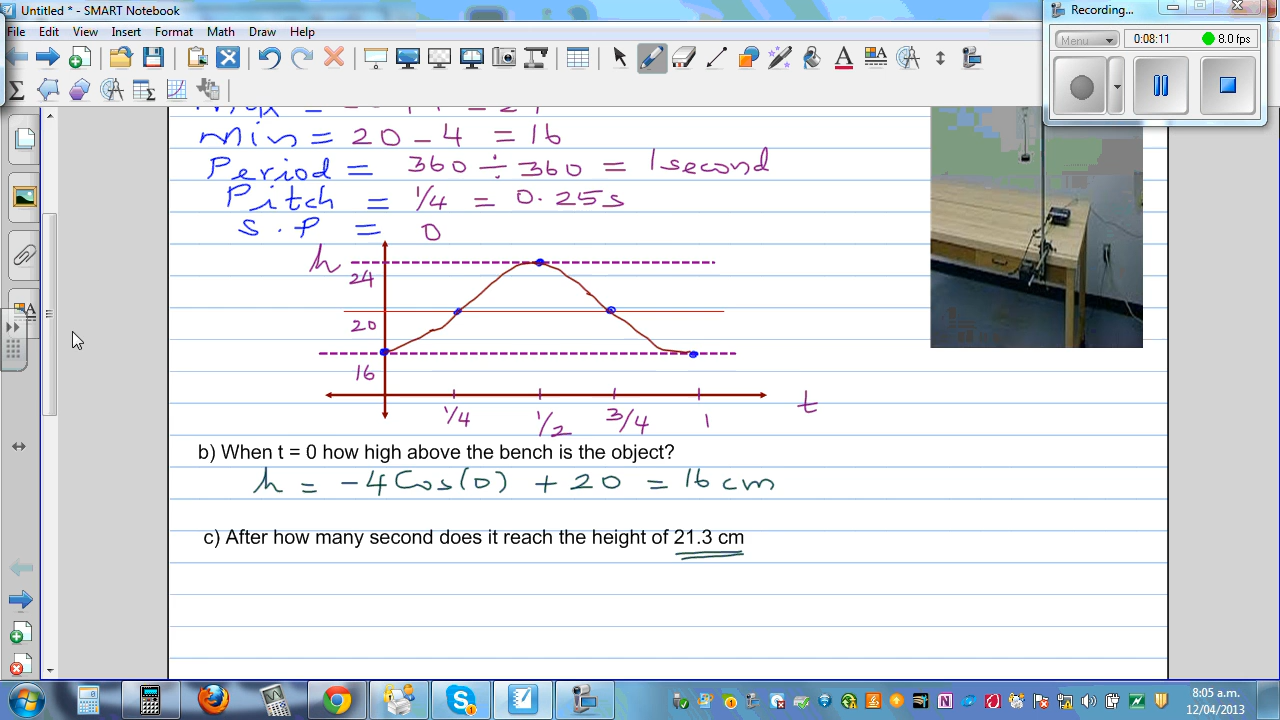 Untitled * - SMART Notebook
File Edit View Insert Format Math Draw Help
Recording...
Menu 0:08:11 8.0 fps
Min = 20 - 4 = 16
Period = 360 ÷ 360 = 1second
Pitch = 1/4 = 0.25s
S.P = 0
h
24
20
16
1/4 1/2 3/4 1 t
b) When t = 0 how high above the bench is the object?
h = -4 Cos(0) + 20 = 16 cm
c) After how many second does it reach the height of 21.3 cm
8:05 a.m.
12/04/2013